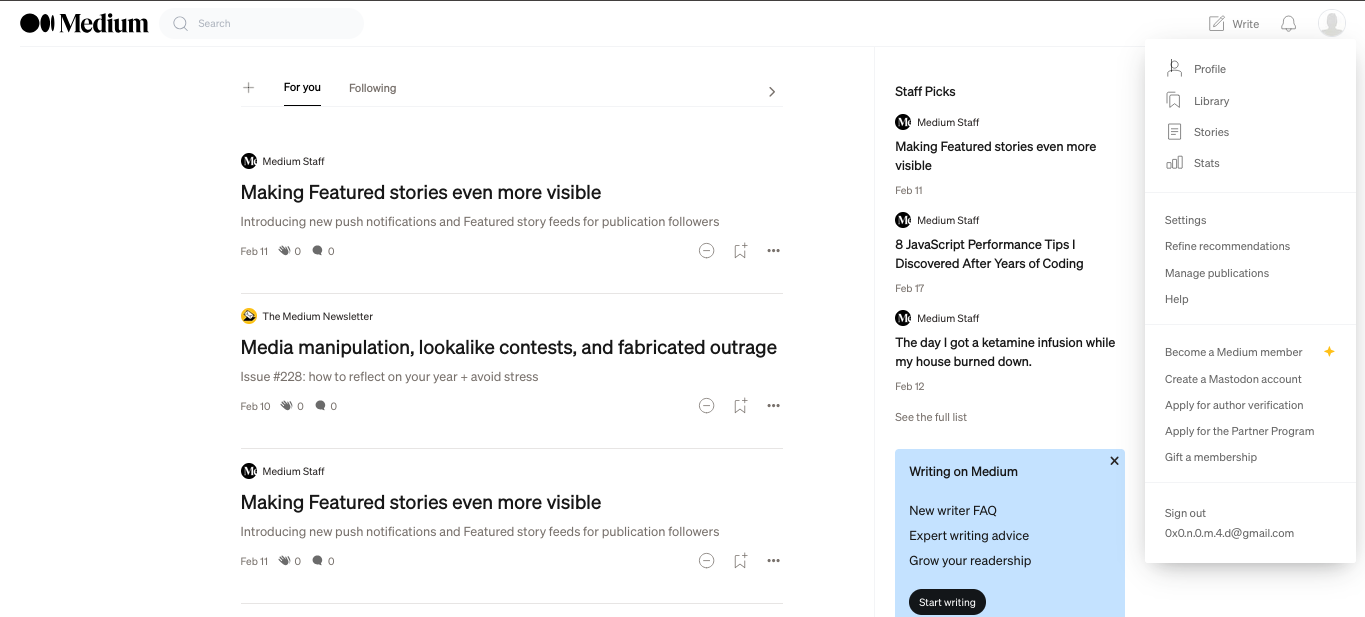 Medium
Search
Write
For you
Following
Medium Staff
Making Featured stories even more visible
Introducing new push notifications and Featured story feeds for publication followers
Feb 11 0 0
The Medium Newsletter
Media manipulation, lookalike contests, and fabricated outrage
Issue #228: how to reflect on your year + avoid stress
Feb 10 0 0
Medium Staff
Making Featured stories even more visible
Introducing new push notifications and Featured story feeds for publication followers
Feb 11 0 0
Staff Picks
Medium Staff
Making Featured stories even more
visible
Feb 11
Medium Staff
8 JavaScript Performance Tips I
Discovered After Years of Coding
Feb 17
Medium Staff
The day I got a ketamine infusion while
my house burned down.
Feb 12
See the full list
Writing on Medium
New writer FAQ
Expert writing advice
Grow your readership
Start writing
Profile
Library
Stories
Stats
Settings
Refine recommendations
Manage publications
Help
Become a Medium member
Create a Mastodon account
Apply for author verification
Apply for the Partner Program
Gift a membership
Sign out
0x0.n.0.m.4.d@gmail.com